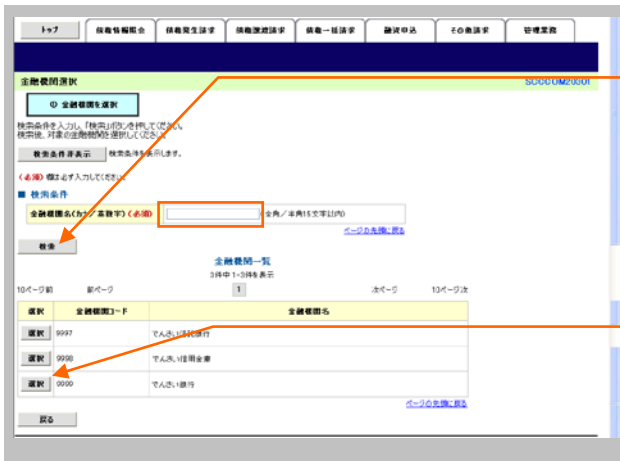 トップ 債権情報照会 債権発生請求 債権譲渡請求 債権一括請求 融資申込 その他請求 管理業務
金融機関選択 SCCCOM20301
① 金融機関を選択
検索条件を入力し、「検索」ボタンを押してください。
検索後、対象の金融機関を選択してください。
検索条件非表示 検索条件を表示します。
(必須)欄は必ず入力してください。
■ 検索条件
金融機関名(カナ/英数字)(必須) (全角/半角15文字以内)
ページの先頭に戻る
検索
金融機関一覧
3件中 1-3件を表示
10ページ前 前ページ 1 次ページ 10ページ次
選択 金融機関コード 金融機関名
選択 9997
選択 9998 でんさい信用金庫
選択 9999 でんさい銀行
ページの先頭に戻る
戻る